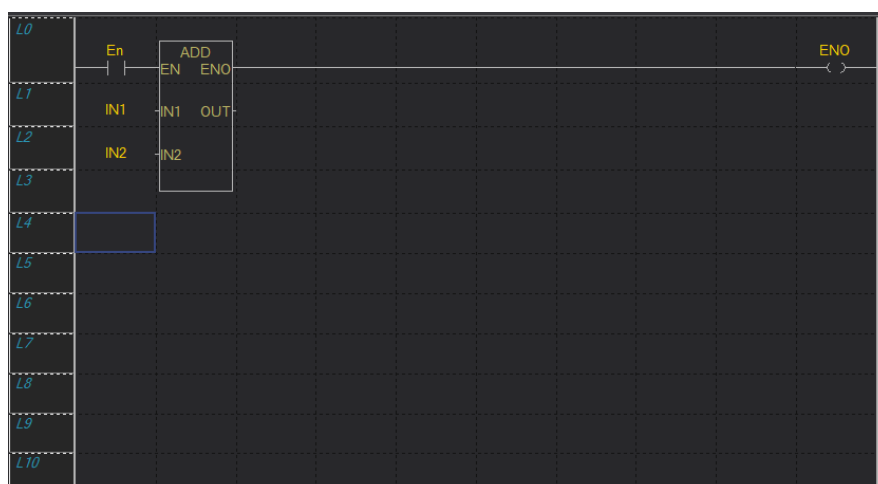 L0
En ADD ENO
EN ENO
L1
IN1 IN1 OUT
L2
IN2 IN2
L3
L4
L5
L6
L7
L8
L9
L10